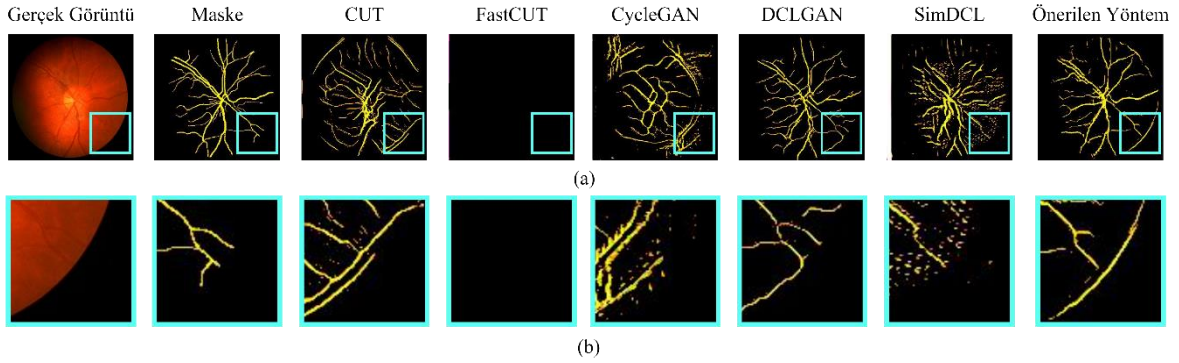 Gerçek Görüntü Maske CUT FastCUT CycleGAN DCLGAN SimDCL Önerilen Yöntem
(a)
(b)